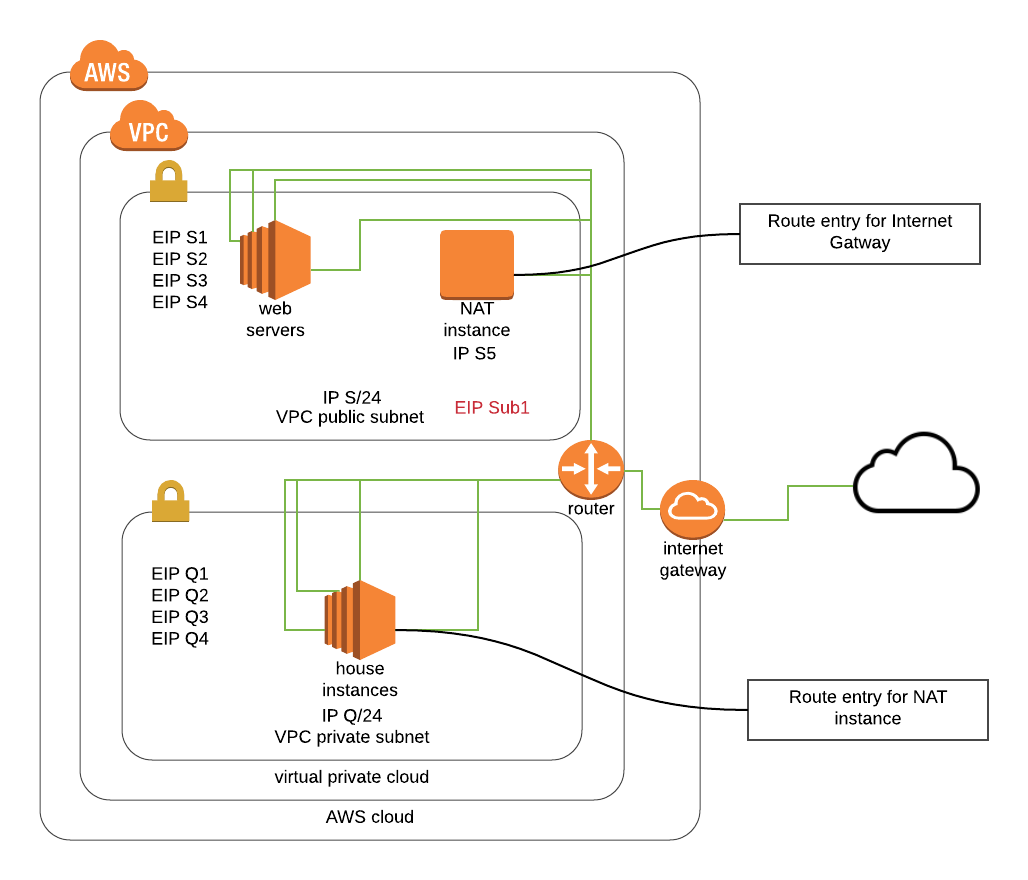 AWS
VPC
EIP S1
EIP S2
EIP S3
EIP S4
web
servers
NAT
instance
IP S5
IP S/24
VPC public subnet
EIP Sub1
Route entry for Internet
Gatway
router
internet
gateway
EIP Q1
EIP Q2
EIP Q3
EIP Q4
house
instances
IP Q/24
VPC private subnet
Route entry for NAT
instance
virtual private cloud
AWS cloud